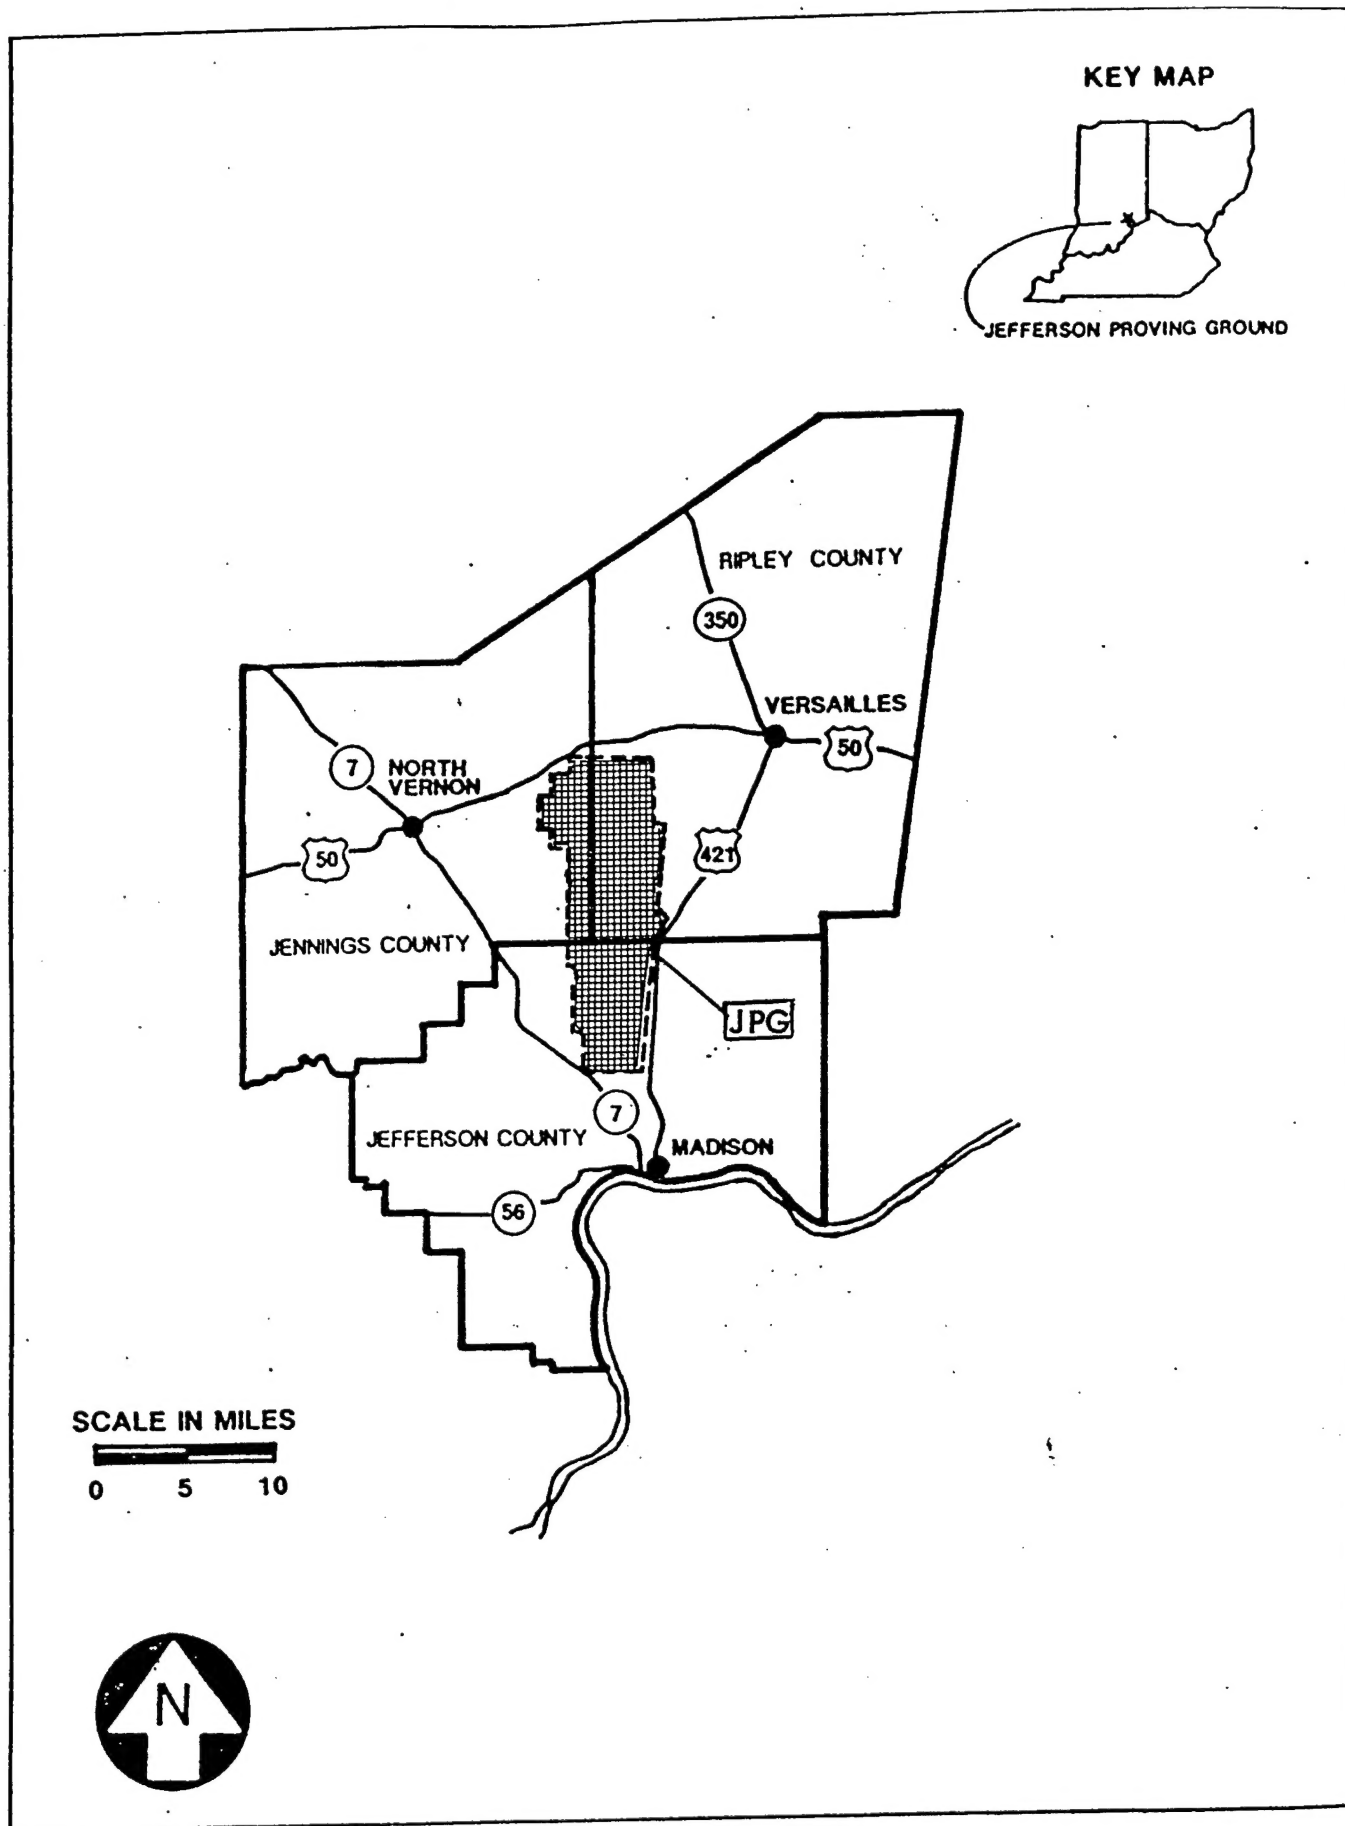 KEY MAP
JEFFERSON PROVING GROUND
RIPLEY COUNTY
350
VERSAILLES
50
7
NORTH
VERNON
50
421
JENNINGS COUNTY
JPG
7
JEFFERSON COUNTY
MADISON
56
SCALE IN MILES
0 5 10
N